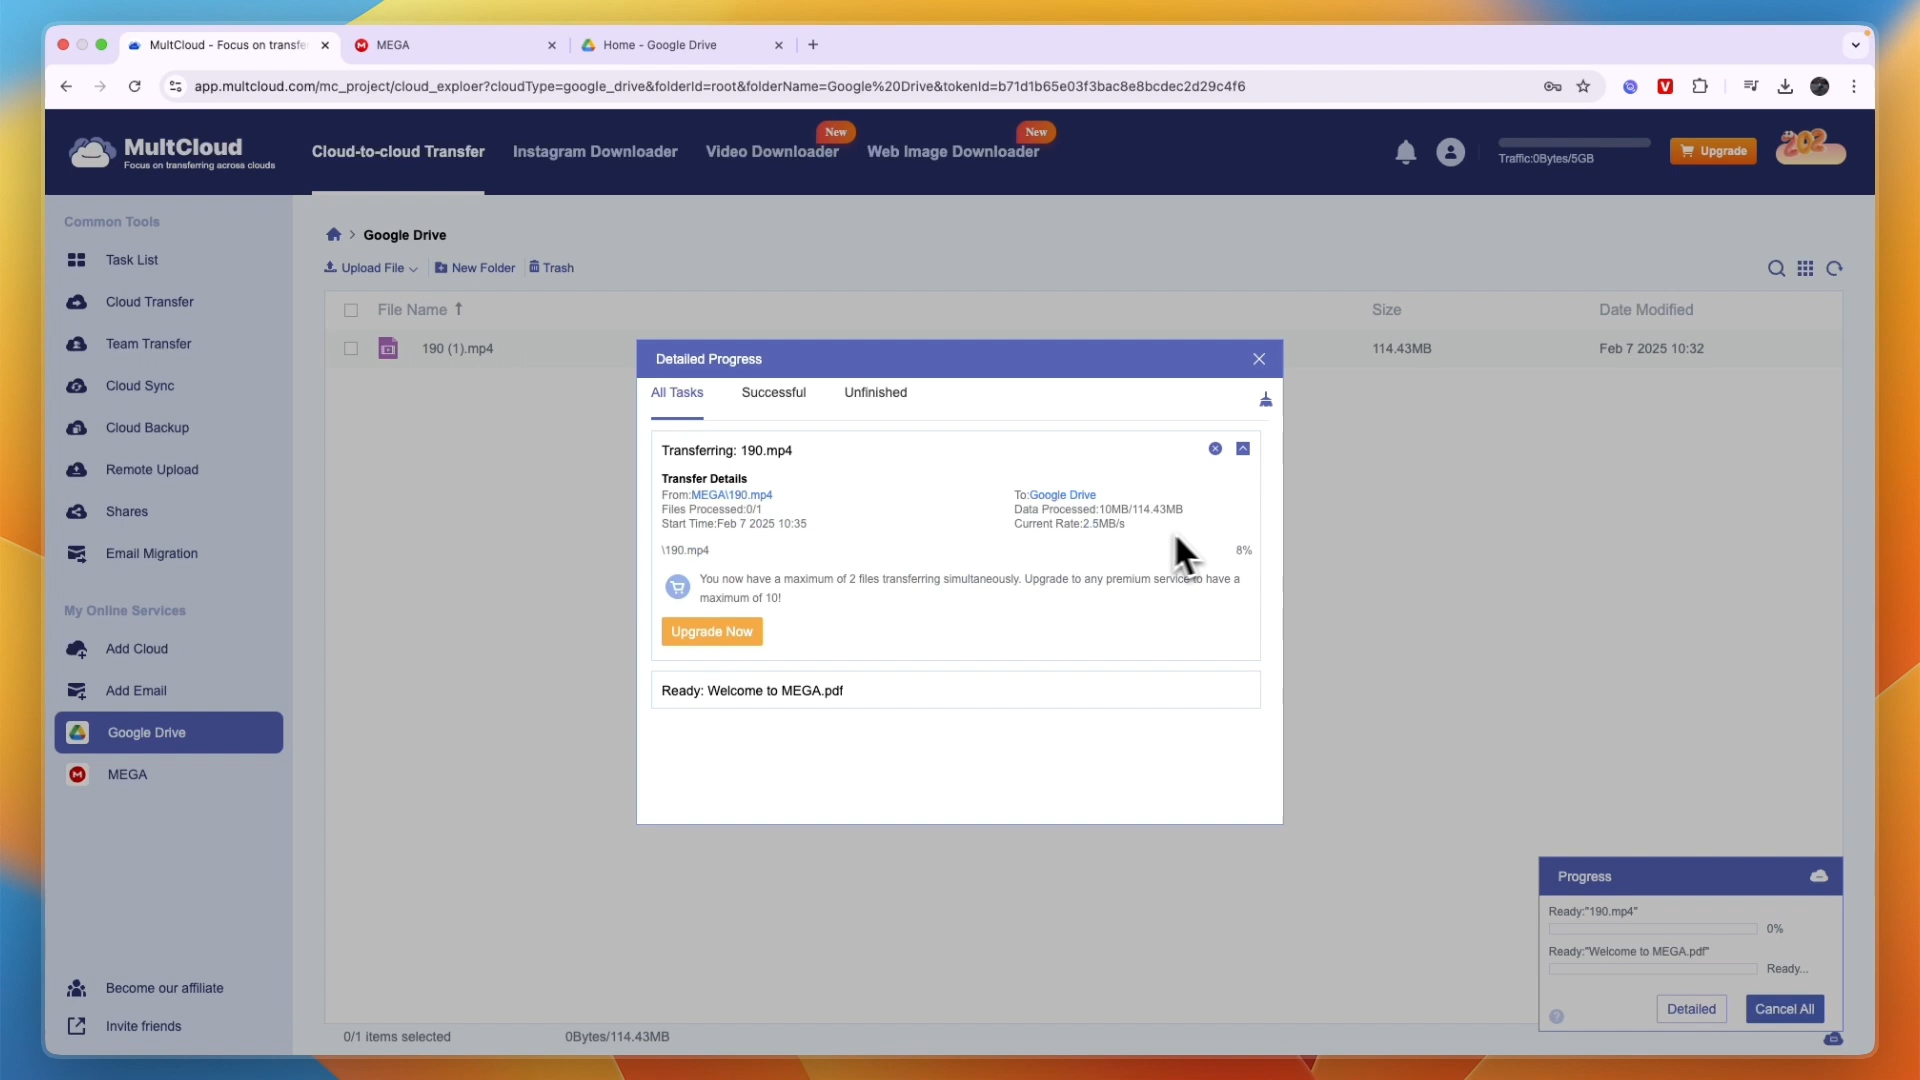 MultCloud - Focus on transfe
MEGA
Home - Google Drive
app.multcloud.com/mc_project/cloud_exploer?cloudType=google_drive&folderId=root&folderName=Google%20Drive&tokenId=b71d1b65e03f3bac8e8bcdec2d29c4f6
MultCloud
Focus on transferring across clouds
Cloud-to-cloud Transfer
Instagram Downloader
Video Downloader
New
Web Image Downloader
New
Traffic:0Bytes/5GB
Upgrade
202
Common Tools
Task List
Cloud Transfer
Team Transfer
Cloud Sync
Cloud Backup
Remote Upload
Shares
Email Migration
My Online Services
Add Cloud
Add Email
Google Drive
MEGA
Become our affiliate
Invite friends
> Google Drive
Upload File
New Folder
Trash
File Name
Size
Date Modified
190 (1).mp4
114.43MB
Feb 7 2025 10:32
Detailed Progress
All Tasks
Successful
Unfinished
Transferring: 190.mp4
Transfer Details
From:MEGA\190.mp4
To:Google Drive
Files Processed:0/1
Data Processed:10MB/114.43MB
Start Time:Feb 7 2025 10:35
Current Rate:2.5MB/s
\190.mp4
8%
You now have a maximum of 2 files transferring simultaneously. Upgrade to any premium service to have a
maximum of 10!
Upgrade Now
Ready: Welcome to MEGA.pdf
Progress
Ready:"190.mp4"
0%
Ready:"Welcome to MEGA.pdf"
Ready...
Detailed
Cancel All
0/1 items selected
0Bytes/114.43MB